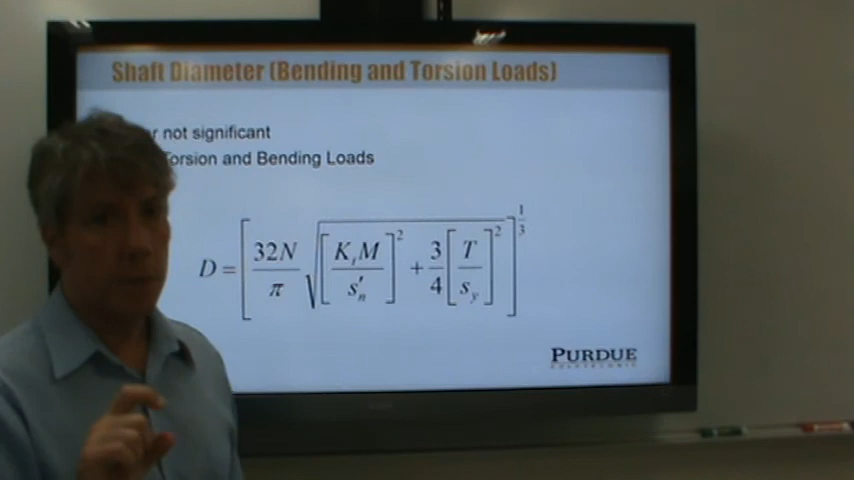 Shaft Diameter (Bending and Torsion Loads)
not significant
Torsion and Bending Loads
D = [ 32N / π √( [ K_t M / s'_n ]² + 3/4 [ T / s_y ]² ) ]^(1/3)
PURDUE